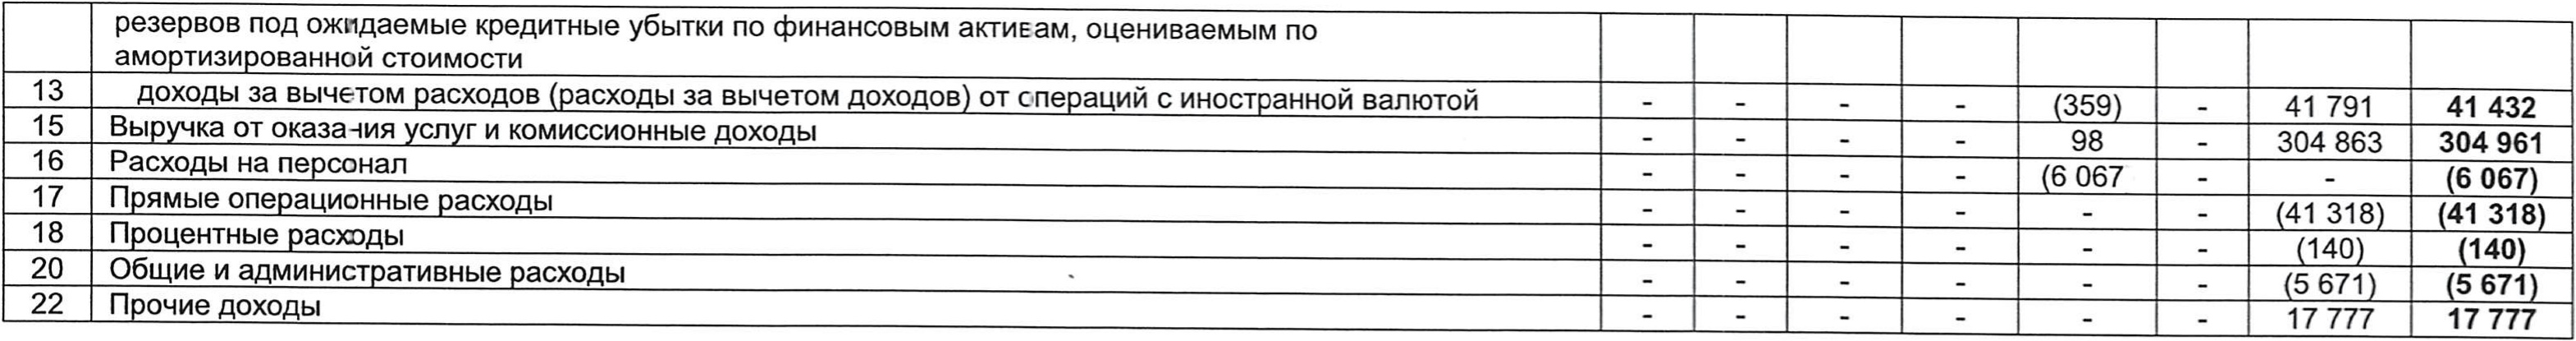 резервов под ожидаемые кредитные убытки по финансовым активам, оцениваемым по
амортизированной стоимости
13 доходы за вычетом расходов (расходы за вычетом доходов) от операций с иностранной валютой - - - - (359) - 41 791 41 432
15 Выручка от оказания услуг и комиссионные доходы - - - - 98 - 304 863 304 961
16 Расходы на персонал - - - - (6 067 - - (6 067)
17 Прямые операционные расходы - - - - - - (41 318) (41 318)
18 Процентные расходы - - - - - - (140) (140)
20 Общие и административные расходы - - - - - - (5 671) (5 671)
22 Прочие доходы - - - - - - 17 777 17 777